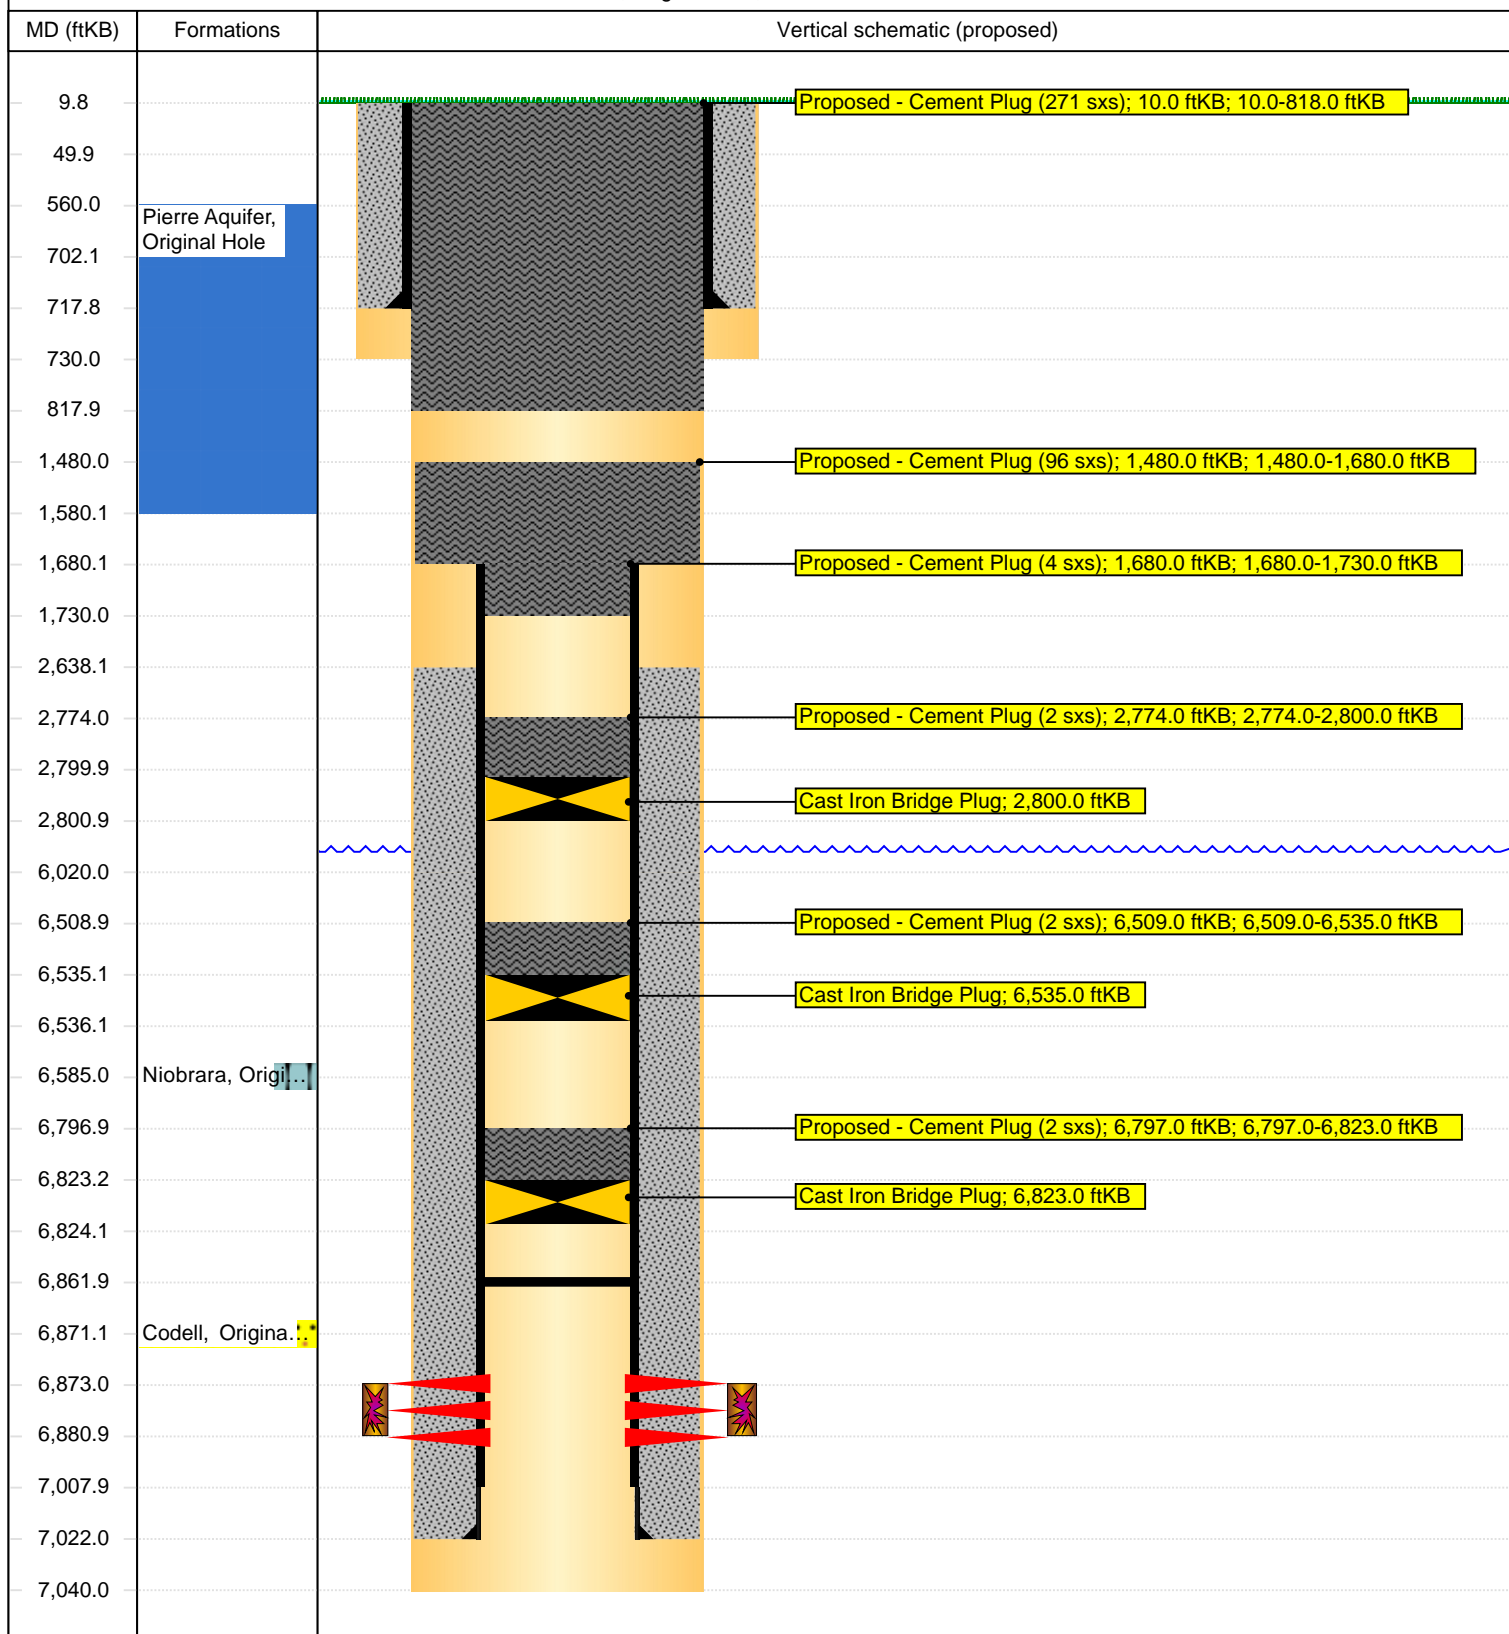 MD (ftKB) Formations Vertical schematic (proposed)
9.8 Proposed - Cement Plug (271 sxs); 10.0 ftKB; 10.0-818.0 ftKB
49.9
560.0
Pierre Aquifer,
Original Hole
702.1
717.8
730.0
817.9
1,480.0 Proposed - Cement Plug (96 sxs); 1,480.0 ftKB; 1,480.0-1,680.0 ftKB
1,580.1
1,680.1 Proposed - Cement Plug (4 sxs); 1,680.0 ftKB; 1,680.0-1,730.0 ftKB
1,730.0
2,638.1
2,774.0 Proposed - Cement Plug (2 sxs); 2,774.0 ftKB; 2,774.0-2,800.0 ftKB
2,799.9
Cast Iron Bridge Plug; 2,800.0 ftKB
2,800.9
6,020.0
6,508.9 Proposed - Cement Plug (2 sxs); 6,509.0 ftKB; 6,509.0-6,535.0 ftKB
6,535.1
Cast Iron Bridge Plug; 6,535.0 ftKB
6,536.1
6,585.0 Niobrara, Origi...
6,796.9 Proposed - Cement Plug (2 sxs); 6,797.0 ftKB; 6,797.0-6,823.0 ftKB
6,823.2
Cast Iron Bridge Plug; 6,823.0 ftKB
6,824.1
6,861.9
6,871.1 Codell, Origina...
6,873.0
6,880.9
7,007.9
7,022.0
7,040.0